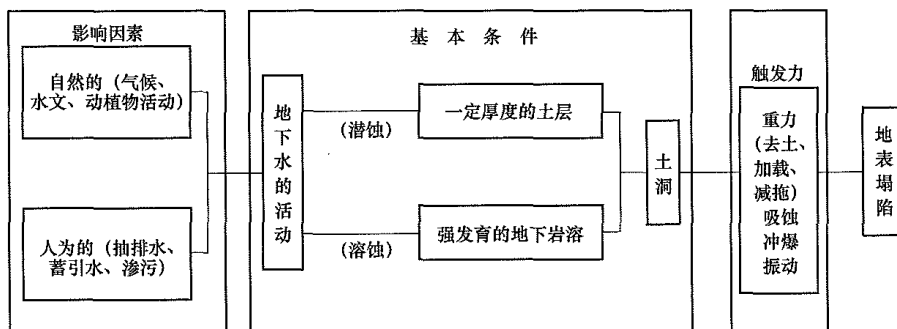 影响因素
自然的（气候、
水文、动植物活动）
人为的（抽排水、
蓄引水、渗污）
基本条件
地下水的活动
（潜蚀）
一定厚度的土层
（溶蚀）
强发育的地下岩溶
土洞
触发力
重力
（去土、
加载、
减拖）
吸蚀
冲爆
振动
地表塌陷